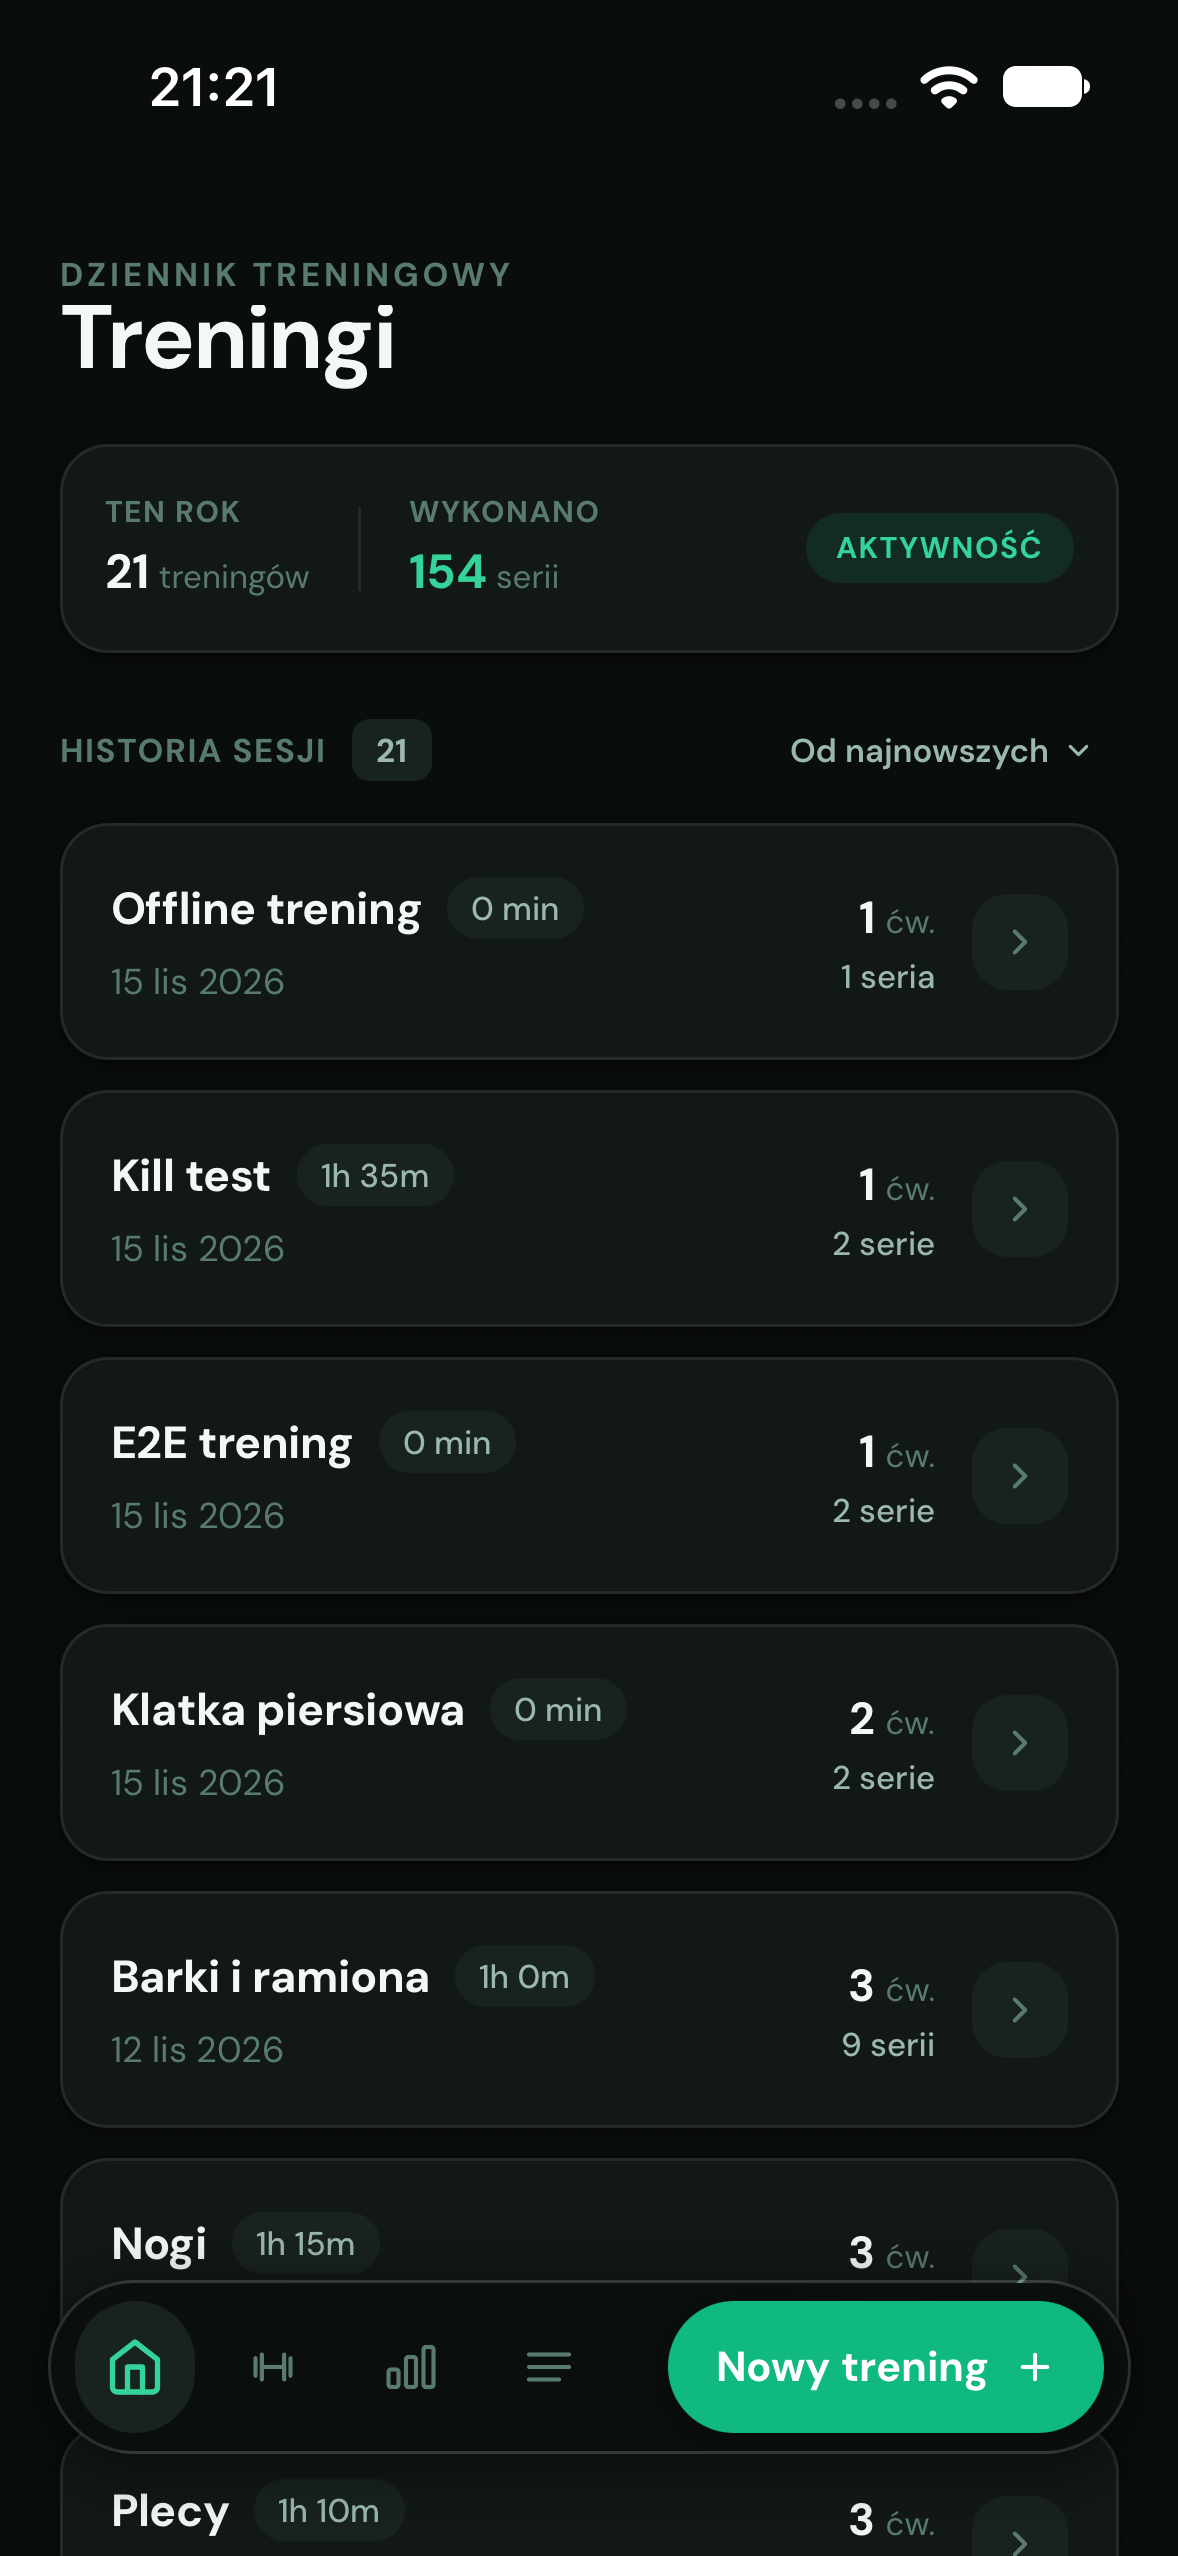 21:21
DZIENNIK TRENINGOWY
Treningi
TEN ROK
21 treningów
WYKONANO
154 serii
AKTYWNOŚĆ
HISTORIA SESJI 21
Od najnowszych
Offline trening 0 min
15 lis 2026
1 ćw.
1 seria
Kill test 1h 35m
15 lis 2026
1 ćw.
2 serie
E2E trening 0 min
15 lis 2026
1 ćw.
2 serie
Klatka piersiowa 0 min
15 lis 2026
2 ćw.
2 serie
Barki i ramiona 1h 0m
12 lis 2026
3 ćw.
9 serii
Nogi 1h 15m
3 ćw.
Nowy trening +
Plecy 1h 10m
3 ćw.